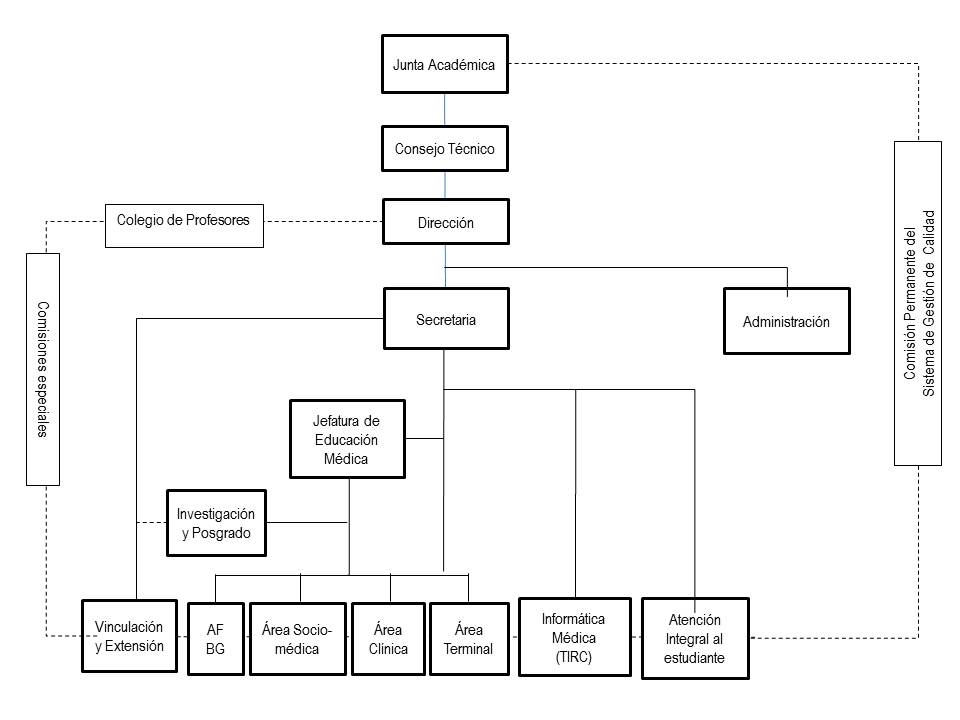 Junta Académica
Consejo Técnico
Colegio de Profesores
Dirección
Comisión Permanente del
Sistema de Gestión de Calidad
Comisiones especiales
Secretaria
Administración
Jefatura de
Educación
Médica
Investigación
y Posgrado
Vinculación
y Extensión
AF
BG
Área Socio-
médica
Área
Clínica
Área
Terminal
Informática
Médica
(TIRC)
Atención
Integral al
estudiante